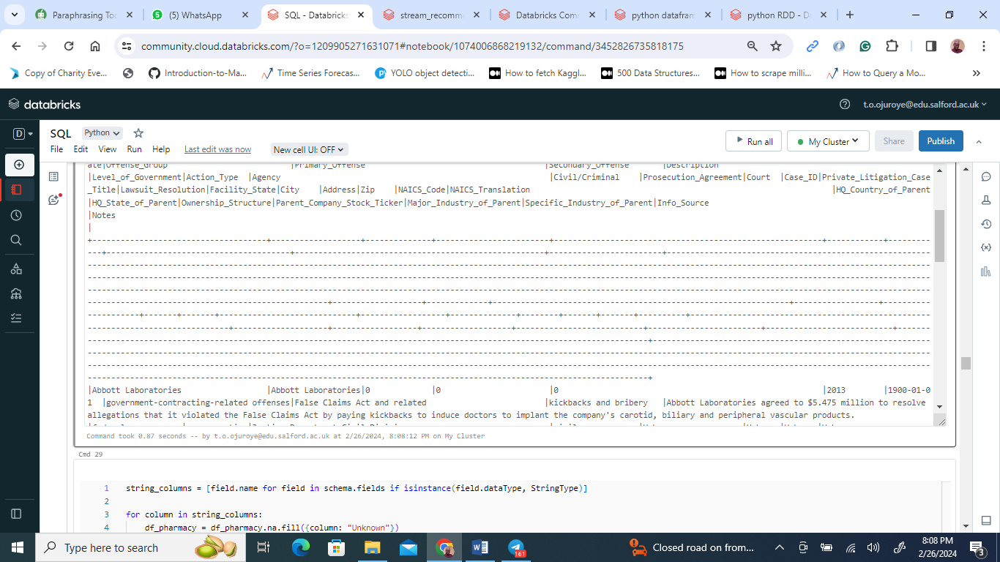 Paraphrasing Too
(5) WhatsApp
SQL - Databricks
stream_recomm
Databricks Com
python datafram
python RDD - Da
community.cloud.databricks.com/?o=1209905271631071#notebook/1074006868219132/command/3452826735818175
Copy of Charity Eve...
Introduction-to-Ma...
Time Series Forecas...
YOLO object detecti...
How to fetch Kaggl...
500 Data Structures...
How to scrape milli...
How to Query a Mo...
databricks
t.o.ojuroye@edu.salford.ac.uk
D
SQL
Python
Run all
My Cluster
Share
Publish
File Edit View Run Help
Last edit was now
New cell UI: OFF
ate|Offense_Group |Primary_Offense |Secondary_Offense |Description
|Level_of_Government|Action_Type |Agency |Civil/Criminal |Prosecution_Agreement|Court |Case_ID|Private_Litigation_Case
_Title|Lawsuit_Resolution|Facility_State|City |Address|Zip |NAICS_Code|NAICS_Translation |HQ_Country_of_Parent
|HQ_State_of_Parent|Ownership_Structure|Parent_Company_Stock_Ticker|Major_Industry_of_Parent|Specific_Industry_of_Parent|Info_Source
|Notes
|
|Abbott Laboratories |Abbott Laboratories|0 |0 |0 |2013 |1900-01-0
1 |government-contracting-related offenses|False Claims Act and related |kickbacks and bribery |Abbott Laboratories agreed to $5.475 million to resolve
allegations that it violated the False Claims Act by paying kickbacks to induce doctors to implant the company's carotid, biliary and peripheral vascular products.
Command took 0.87 seconds -- by t.o.ojuroye@edu.salford.ac.uk at 2/26/2024, 8:08:12 PM on My Cluster
Cmd 29
1 string_columns = [field.name for field in schema.fields if isinstance(field.dataType, StringType)]
2
3 for column in string_columns:
4 df_pharmacy = df_pharmacy.na.fill({column: "Unknown"})
Type here to search
161
Closed road on from...
8:08 PM
2/26/2024
3